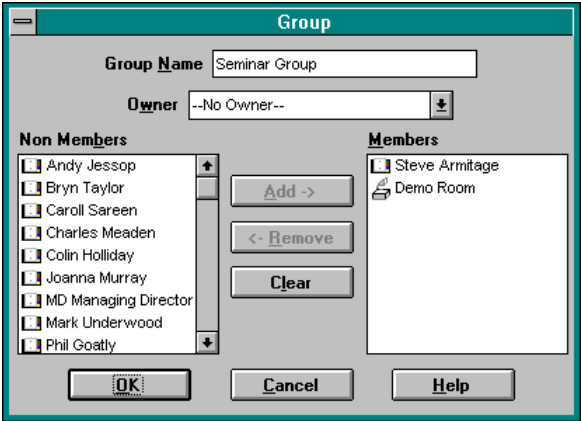 Group
Group Name Seminar Group
Owner --No Owner--
Non Members
Andy Jessop
Bryn Taylor
Caroll Sareen
Charles Meaden
Colin Holliday
Joanna Murray
MD Managing Director
Mark Underwood
Phil Goatly
Add ->
<- Remove
Clear
Members
Steve Armitage
Demo Room
OK
Cancel
Help